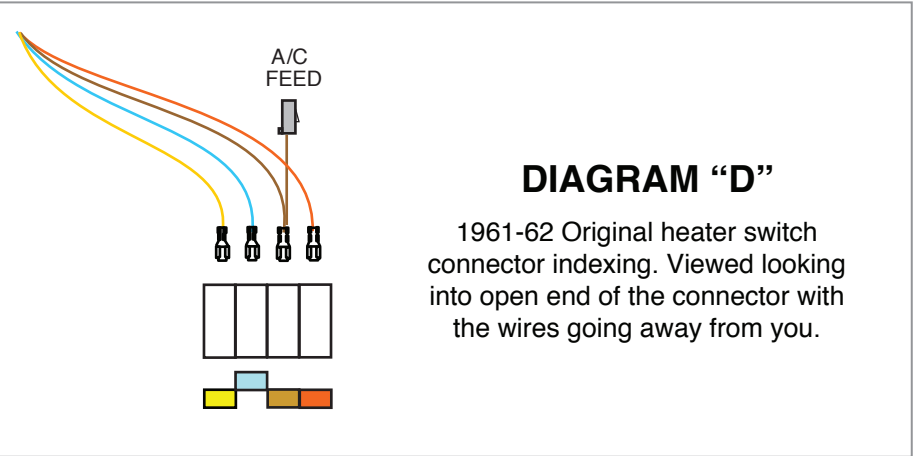 A/C
FEED
DIAGRAM “D”
1961-62 Original heater switch
connector indexing. Viewed looking
into open end of the connector with
the wires going away from you.